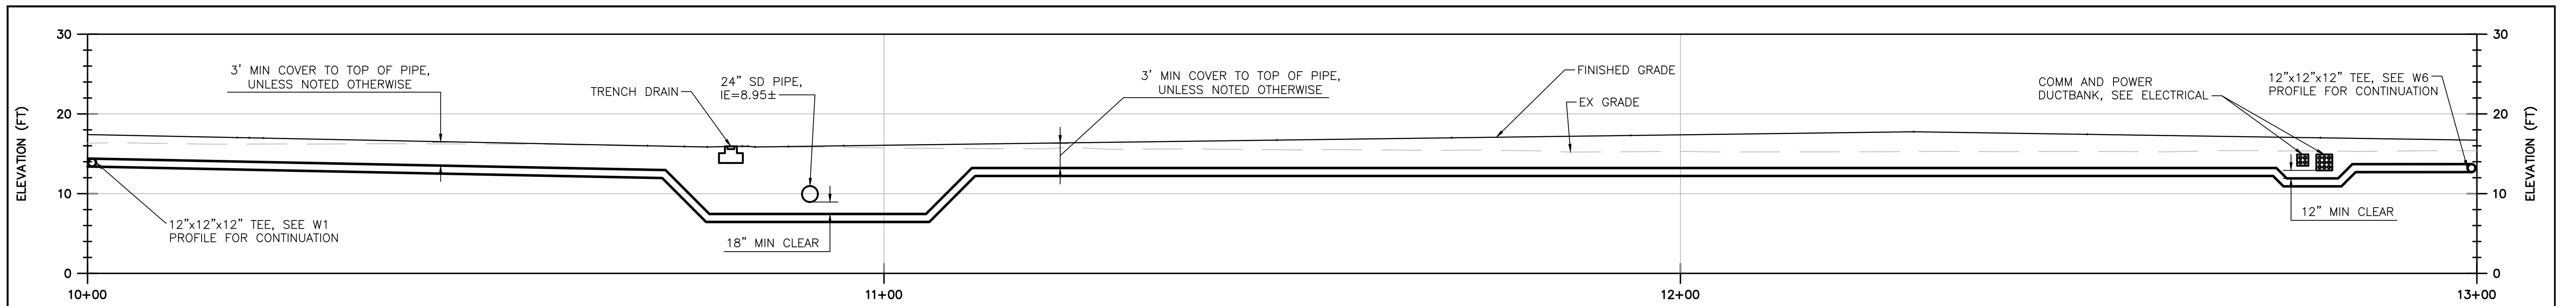 ELEVATION (FT)
30
20
10
0
3' MIN COVER TO TOP OF PIPE,
UNLESS NOTED OTHERWISE
12"x12"x12" TEE, SEE W1
PROFILE FOR CONTINUATION
TRENCH DRAIN
24" SD PIPE,
IE=8.95±
18" MIN CLEAR
3' MIN COVER TO TOP OF PIPE,
UNLESS NOTED OTHERWISE
FINISHED GRADE
EX GRADE
COMM AND POWER
DUCTBANK, SEE ELECTRICAL
12"x12"x12" TEE, SEE W6
PROFILE FOR CONTINUATION
12" MIN CLEAR
30
20
10
0
ELEVATION (FT)
10+00
11+00
12+00
13+00